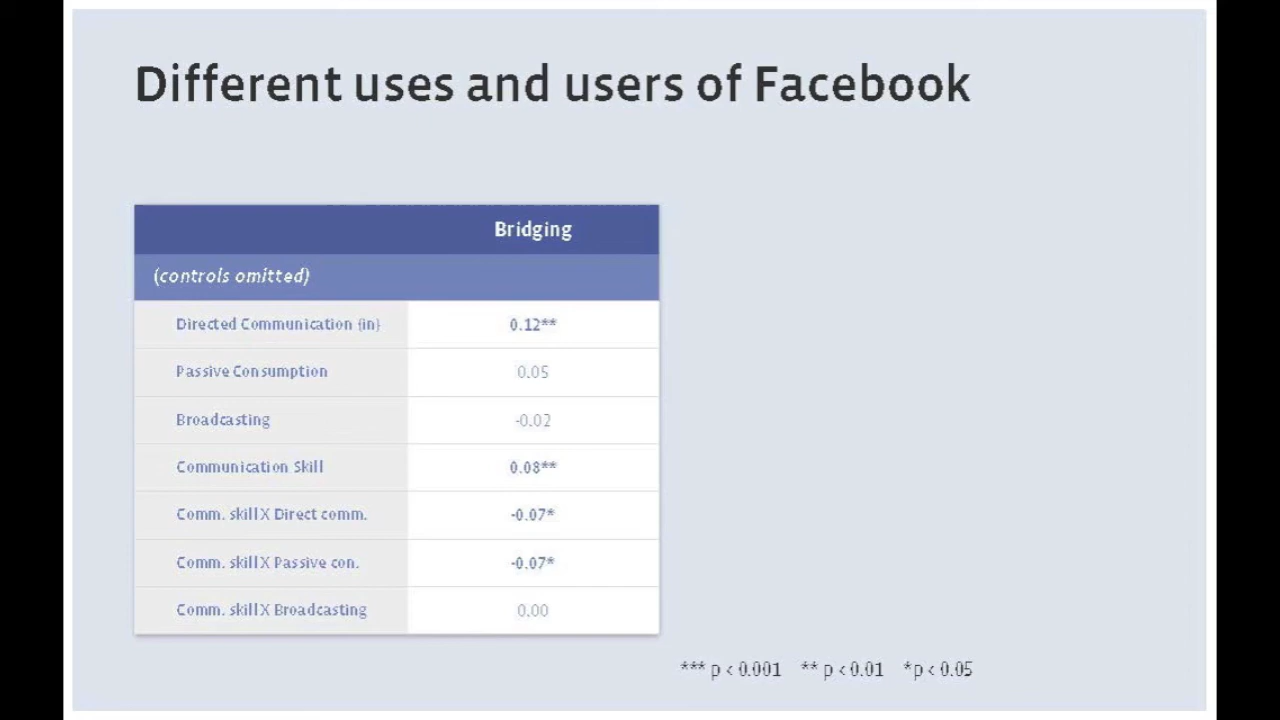 Different uses and users of Facebook
Bridging
(controls omitted)
Directed Communication (in) 0.12**
Passive Consumption 0.05
Broadcasting -0.02
Communication Skill 0.08**
Comm. skill X Direct comm. -0.07*
Comm. skill X Passive con. -0.07*
Comm. skill X Broadcasting 0.00
*** p < 0.001 ** p < 0.01 *p < 0.05